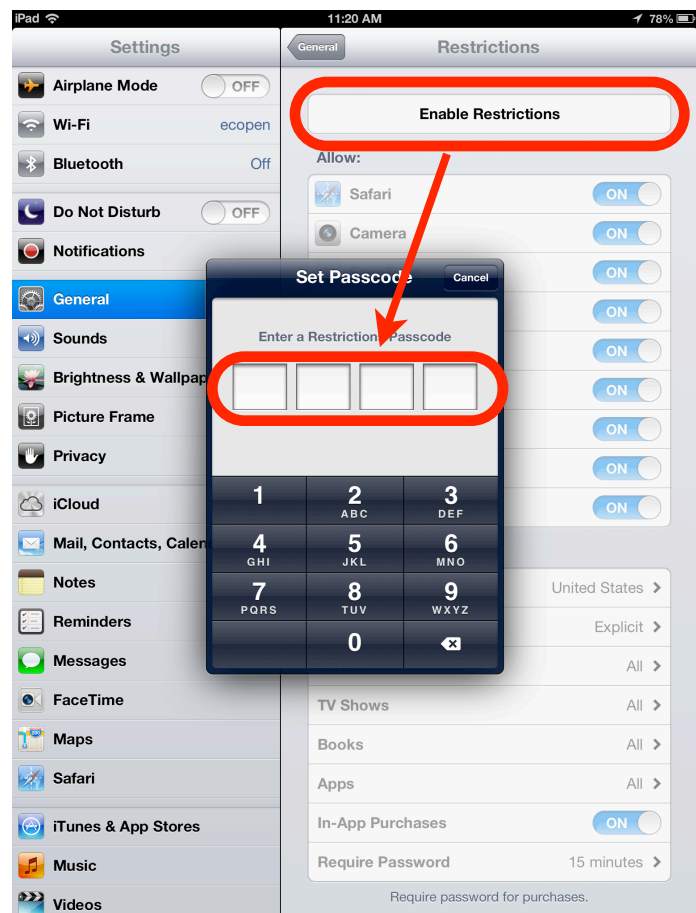 iPad 11:20 AM 78%
Settings
Airplane Mode OFF
Wi-Fi ecopen
Bluetooth Off
Do Not Disturb OFF
Notifications
General
Sounds
Brightness & Wallpap
Picture Frame
Privacy
iCloud
Mail, Contacts, Calen
Notes
Reminders
Messages
FaceTime
Maps
Safari
iTunes & App Stores
Music
Videos
General Restrictions
Enable Restrictions
Allow:
Safari ON
Camera ON
ON
ON
ON
ON
ON
ON
ON
United States
Explicit
All
TV Shows All
Books All
Apps All
In-App Purchases ON
Require Password 15 minutes
Require password for purchases.
Set Passcode Cancel
Enter a Restrictions Passcode
1 2 3
ABC DEF
4 5 6
GHI JKL MNO
7 8 9
PQRS TUV WXYZ
0